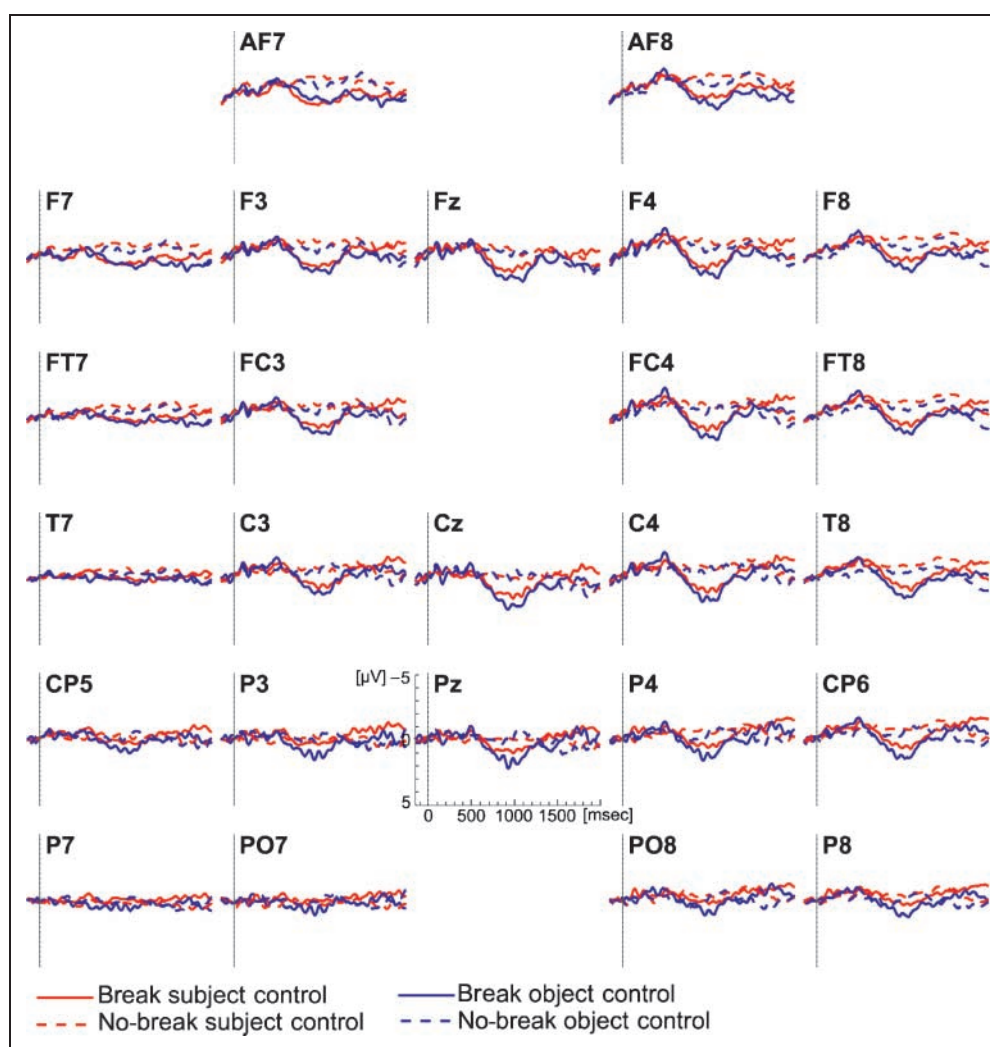 AF7 AF8
F7 F3 Fz F4 F8
FT7 FC3 FC4 FT8
T7 C3 Cz C4 T8
CP5 P3 [µV] −5 Pz P4 CP6
0
5
0 500 1000 1500 [msec]
P7 PO7 PO8 P8
Break subject control Break object control
No-break subject control No-break object control